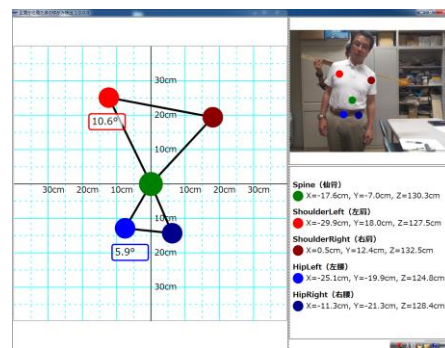 30cm
20cm
10cm
10.6°
30cm 20cm 10cm 10cm 20cm 30cm
10cm
5.9°
20cm
30cm
Spine（仙骨）
X=-17.6cm, Y=-7.0cm, Z=130.3cm
ShoulderLeft（左肩）
X=-29.9cm, Y=18.0cm, Z=127.5cm
ShoulderRight（右肩）
X=0.5cm, Y=12.4cm, Z=132.5cm
HipLeft（左腰）
X=-25.1cm, Y=-19.9cm, Z=124.8cm
HipRight（右腰）
X=-11.3cm, Y=-21.3cm, Z=128.4cm